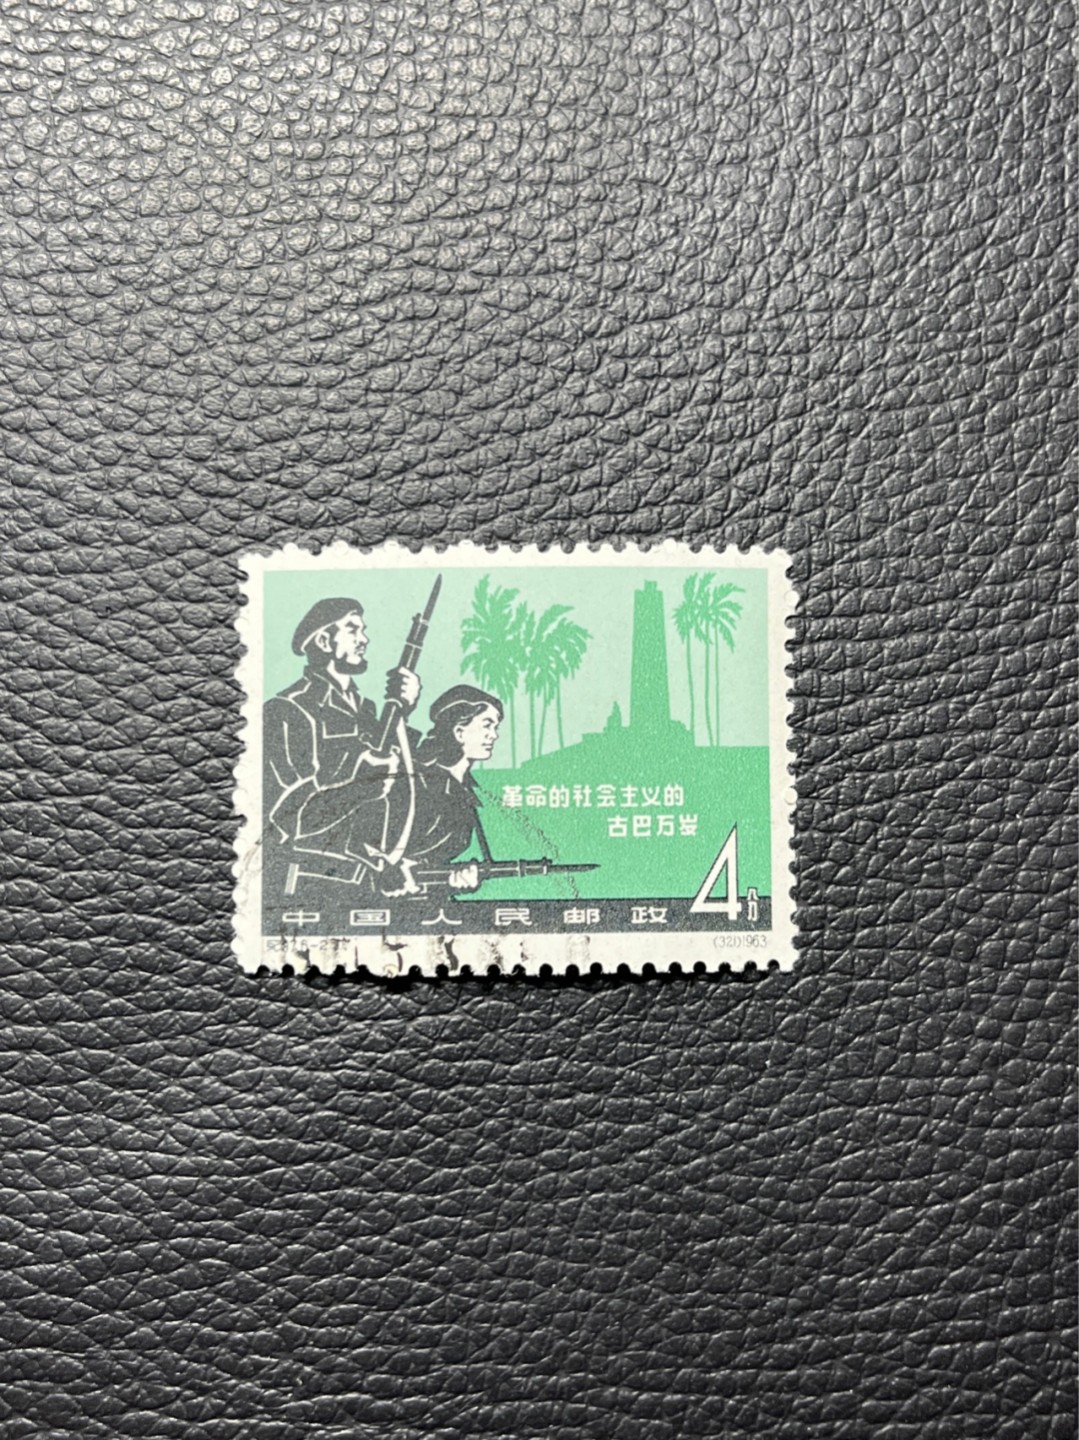 革命的社会主义的
古巴万岁
4分
中国人民邮政
(320)1963